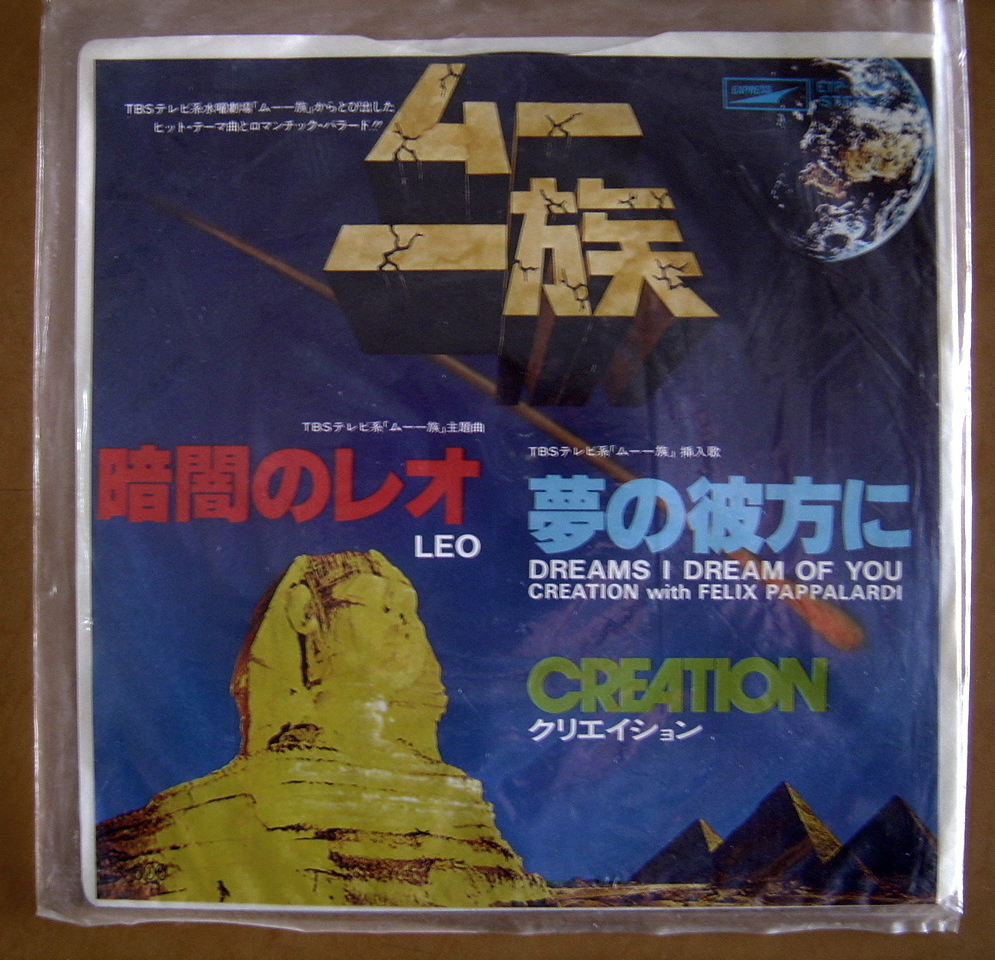 TBSテレビ系水曜劇場「ムー一族」からとび出した
ヒット・テーマ曲とロマンチック・バラード!!
ムー
一族
EXPRESS
TBSテレビ系『ムー一族』主題曲
暗闇のレオ
LEO
TBSテレビ系『ムー一族』挿入歌
夢の彼方に
DREAMS I DREAM OF YOU
CREATION with FELIX PAPPALARDI
CREATION
クリエイション